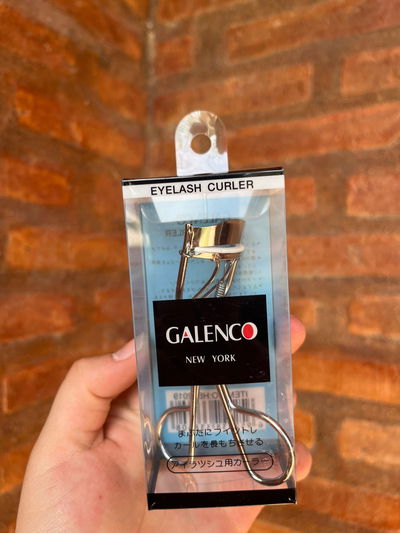 EYELASH CURLER
GALENCO
NEW YORK
まぶたにフィットし
カールを長もちさせる
アイラッシュ用カーラー